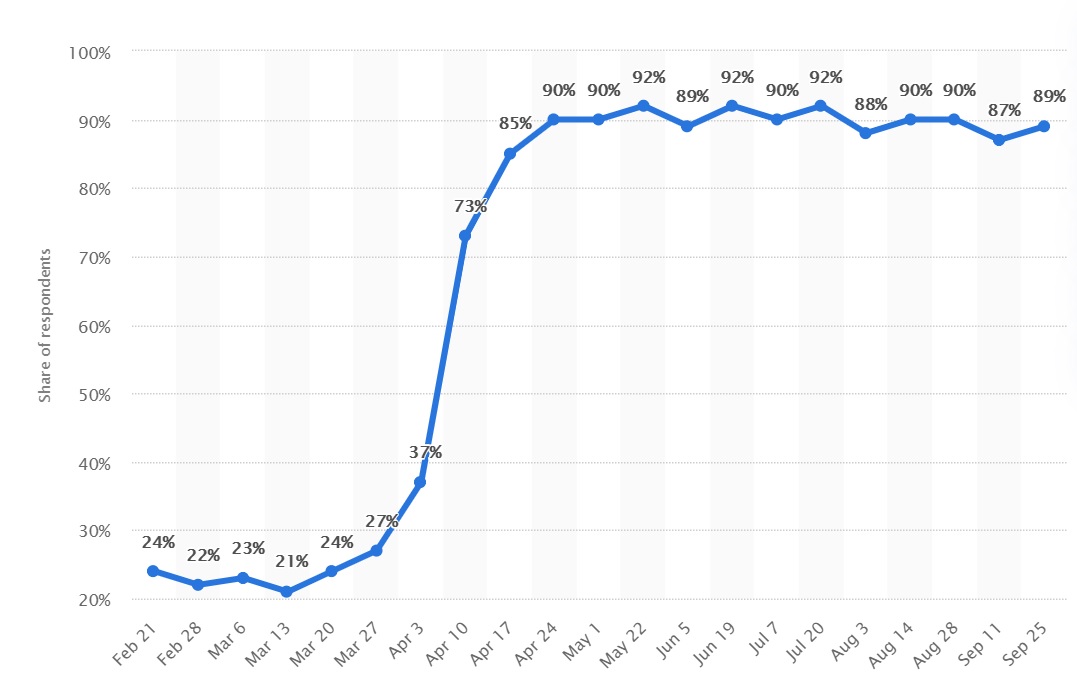 100%
90%
80%
70%
60%
50%
40%
30%
20%
Share of respondents
24%
22%
23%
21%
24%
27%
37%
73%
85%
90%
90%
92%
89%
92%
90%
92%
88%
90%
90%
87%
89%
Feb 21
Feb 28
Mar 6
Mar 13
Mar 20
Mar 27
Apr 3
Apr 10
Apr 17
Apr 24
May 1
May 22
Jun 5
Jun 19
Jul 7
Jul 20
Aug 3
Aug 14
Aug 28
Sep 11
Sep 25